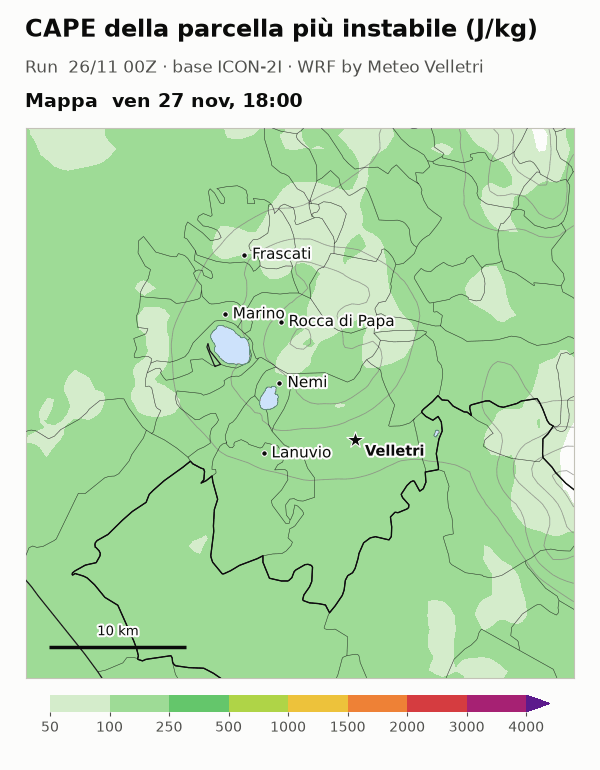 CAPE della parcella più instabile (J/kg)
Run  26/11 00Z · base ICON-2I · WRF by Meteo Velletri
Mappa  ven 27 nov, 18:00
Frascati
Marino
Rocca di Papa
Nemi
Velletri
Lanuvio
10 km
50 100 250 500 1000 1500 2000 3000 4000